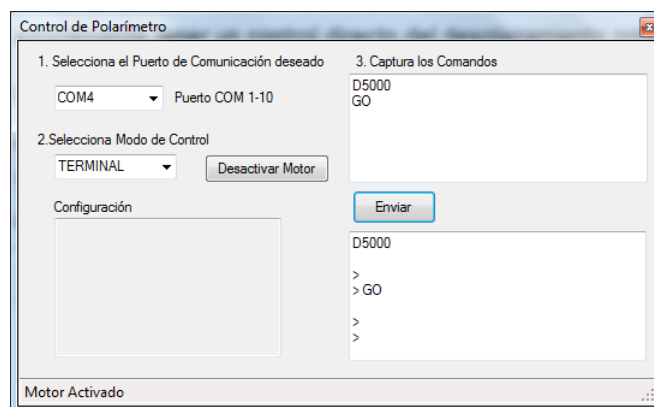 Control de Polarímetro
1. Selecciona el Puerto de Comunicación deseado
COM4 Puerto COM 1-10
2.Selecciona Modo de Control
TERMINAL Desactivar Motor
Configuración
3. Captura los Comandos
D5000
GO
Enviar
D5000
>
> GO
>
>
Motor Activado